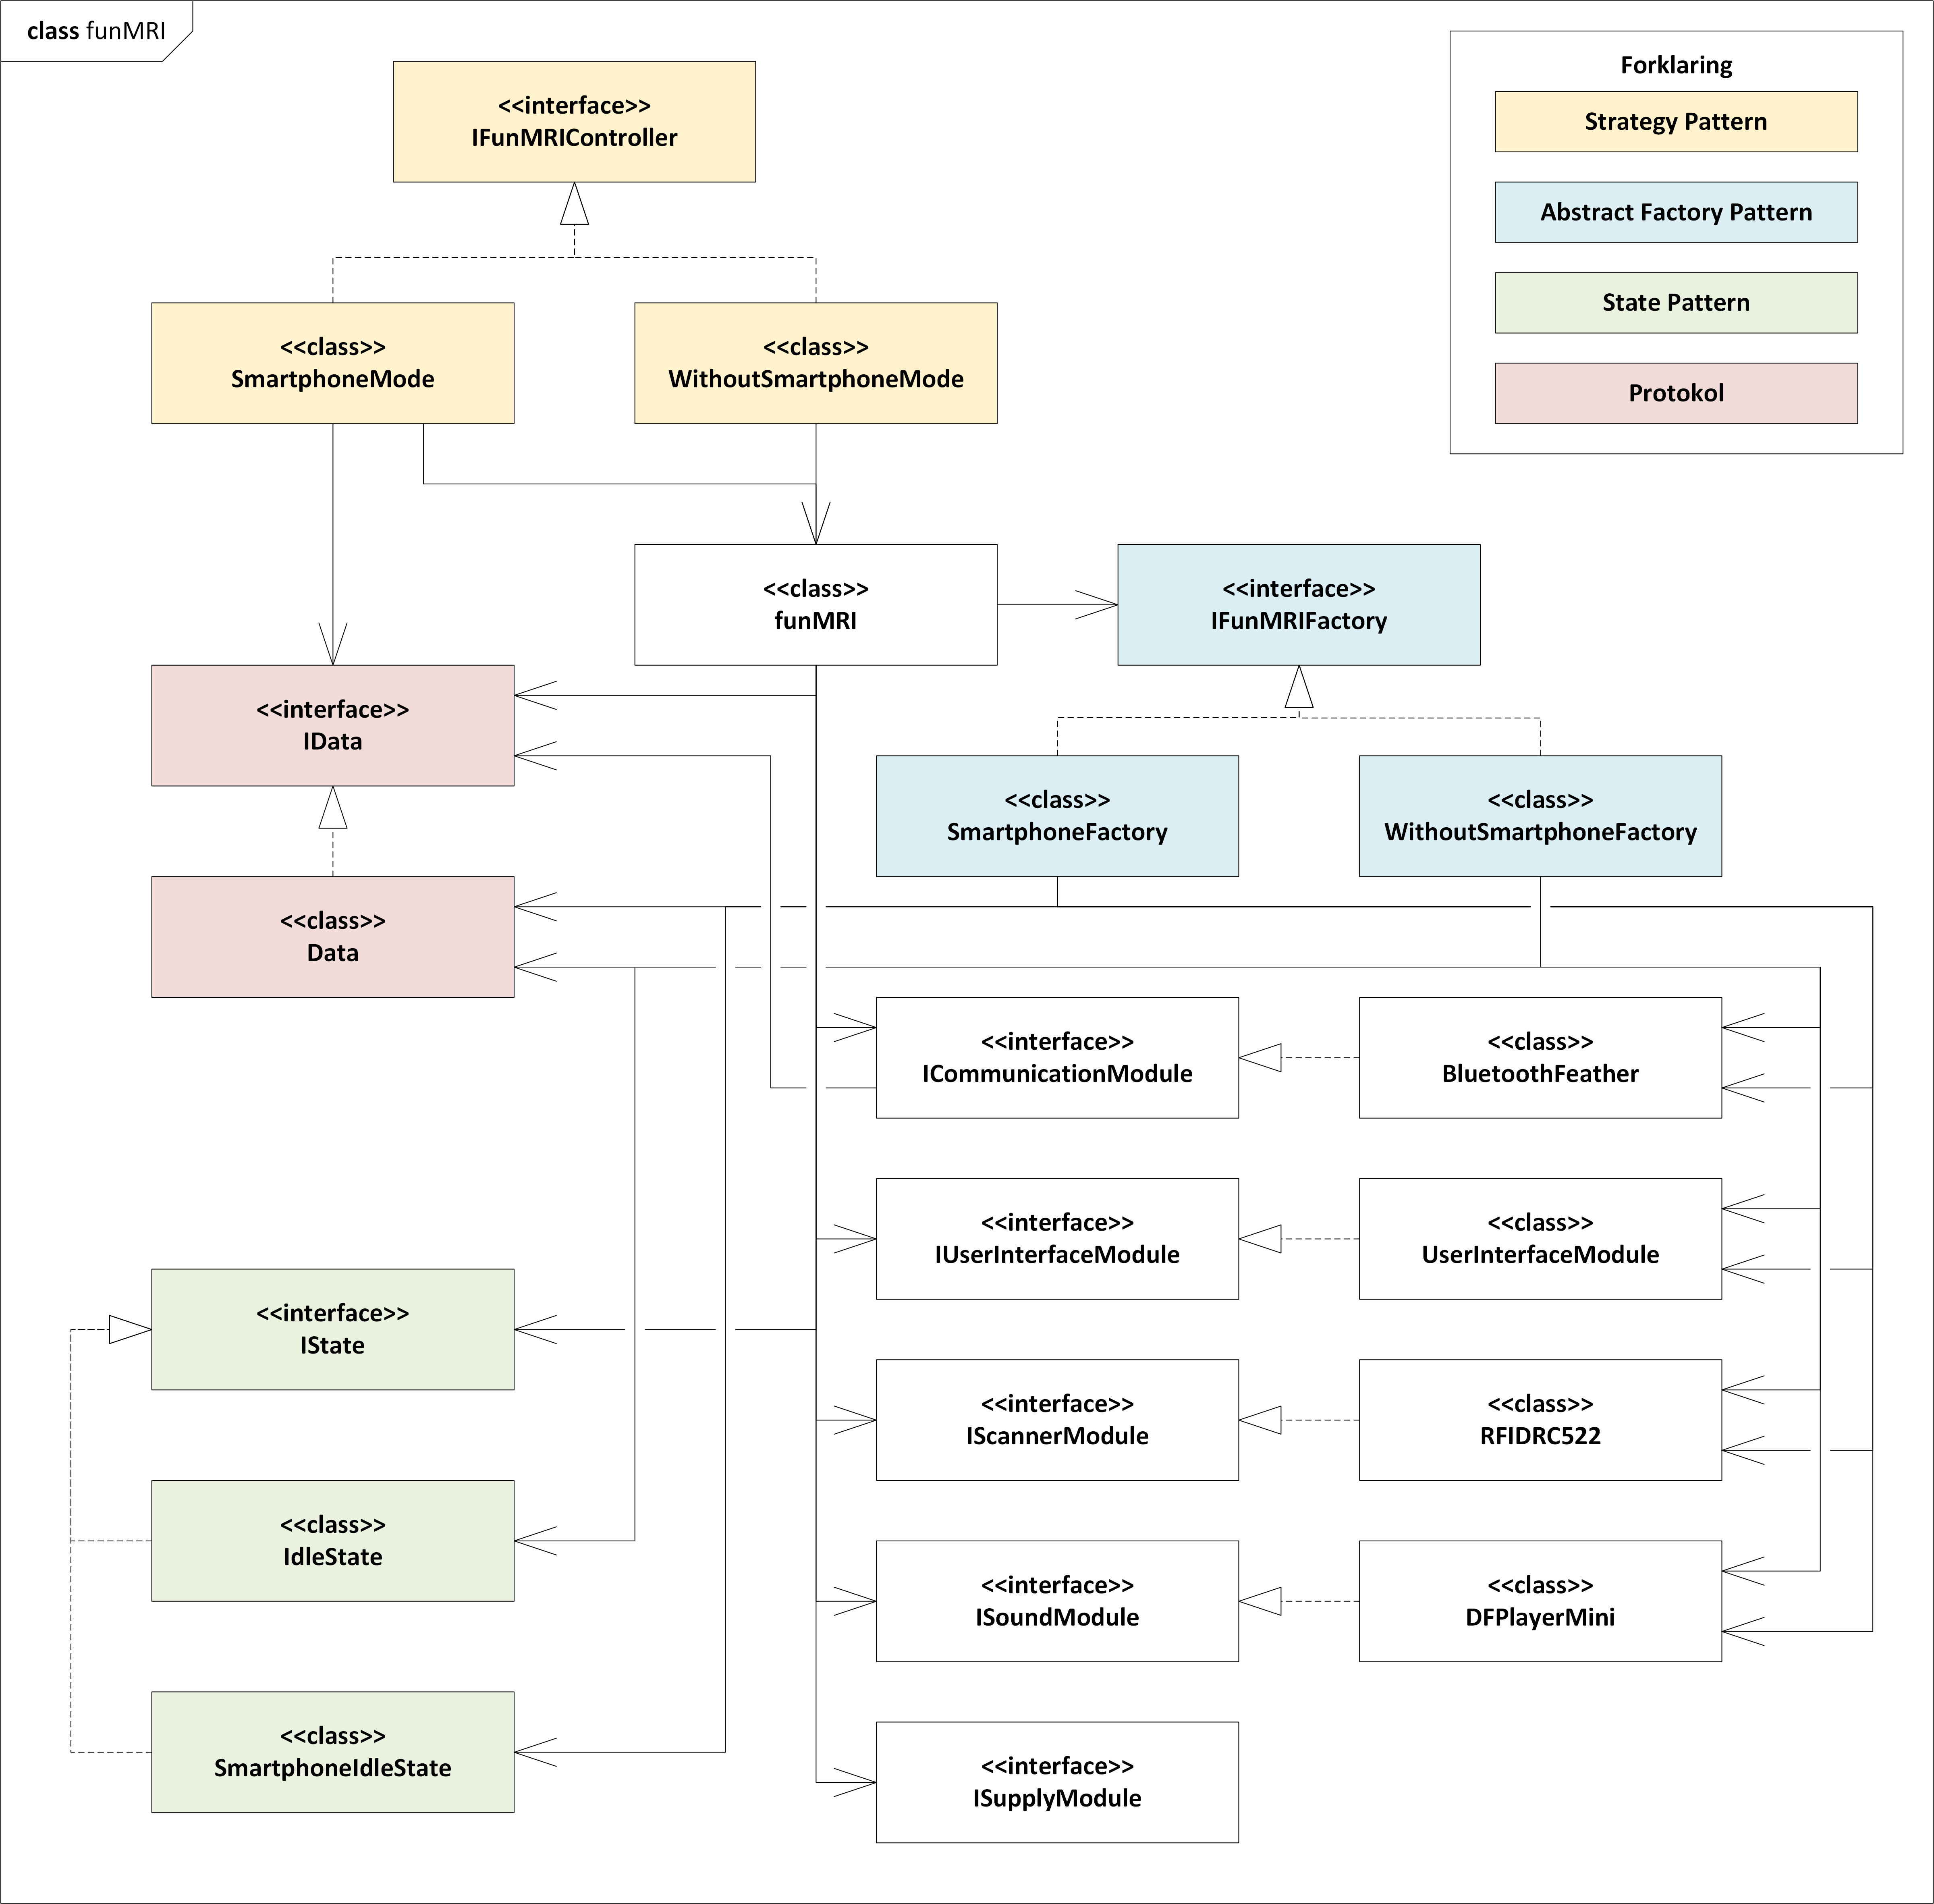 class funMRI
<<interface>>
IFunMRIController
Forklaring
Strategy Pattern
Abstract Factory Pattern
State Pattern
Protokol
<<class>>
SmartphoneMode
<<class>>
WithoutSmartphoneMode
<<class>>
funMRI
<<interface>>
IFunMRIFactory
<<interface>>
IData
<<class>>
SmartphoneFactory
<<class>>
WithoutSmartphoneFactory
<<class>>
Data
<<interface>>
ICommunicationModule
<<class>>
BluetoothFeather
<<interface>>
IUserInterfaceModule
<<class>>
UserInterfaceModule
<<interface>>
IState
<<interface>>
IScannerModule
<<class>>
RFIDRC522
<<class>>
IdleState
<<interface>>
ISoundModule
<<class>>
DFPlayerMini
<<class>>
SmartphoneIdleState
<<interface>>
ISupplyModule